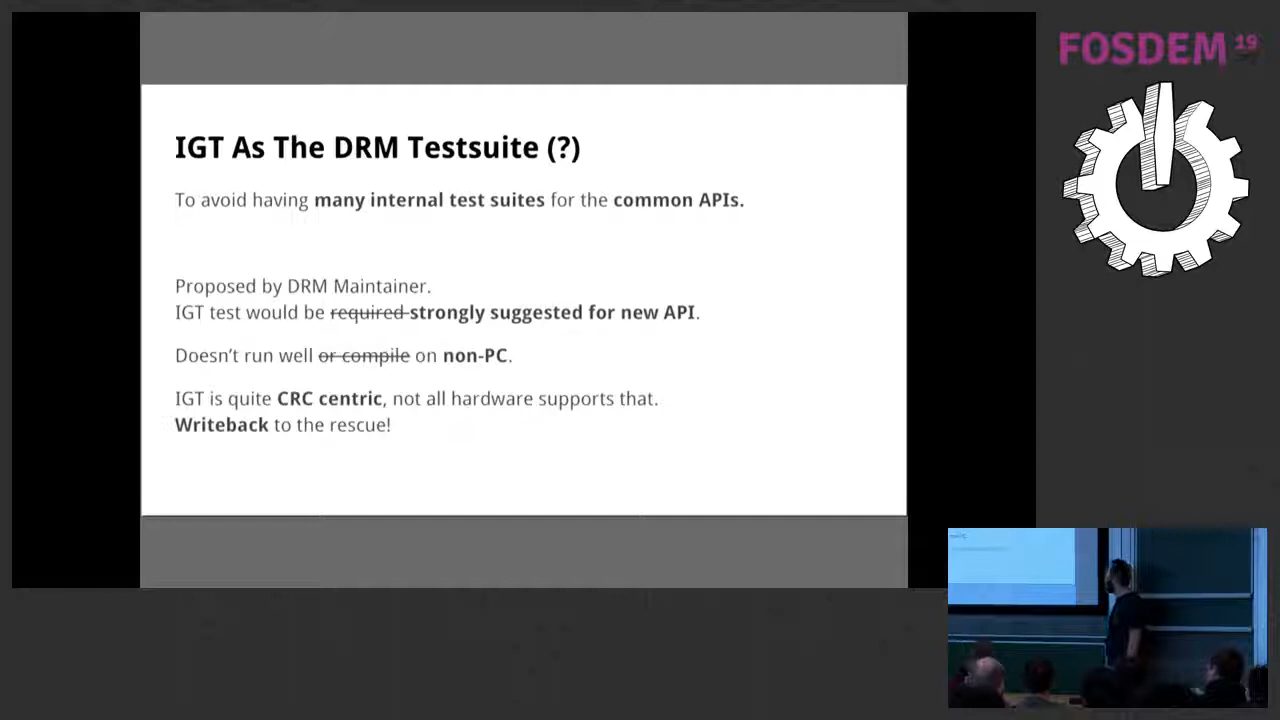 FOSDEM 19
IGT As The DRM Testsuite (?)
To avoid having many internal test suites for the common APIs.
Proposed by DRM Maintainer.
IGT test would be required strongly suggested for new API.
Doesn't run well or compile on non-PC.
IGT is quite CRC centric, not all hardware supports that.
Writeback to the rescue!